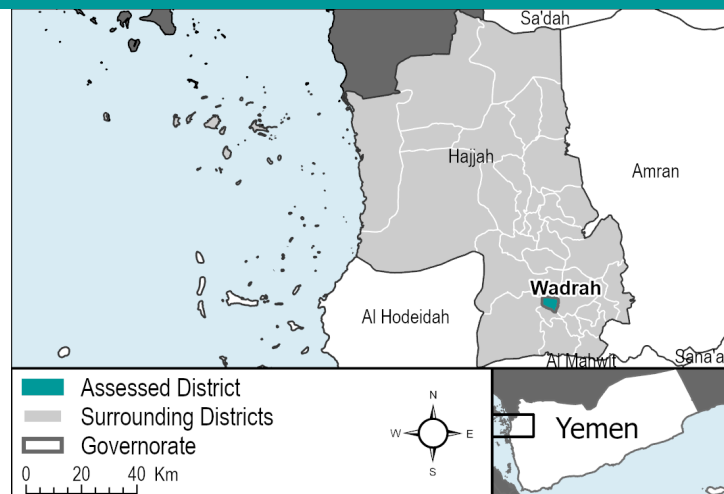 Sa'dah
Hajjah
Amran
Wadrah
Al Hodeidah
Al Mahwit
Sana'a
Assessed District
Surrounding Districts
Governorate
0 20 40 Km
N
W E
S
Yemen